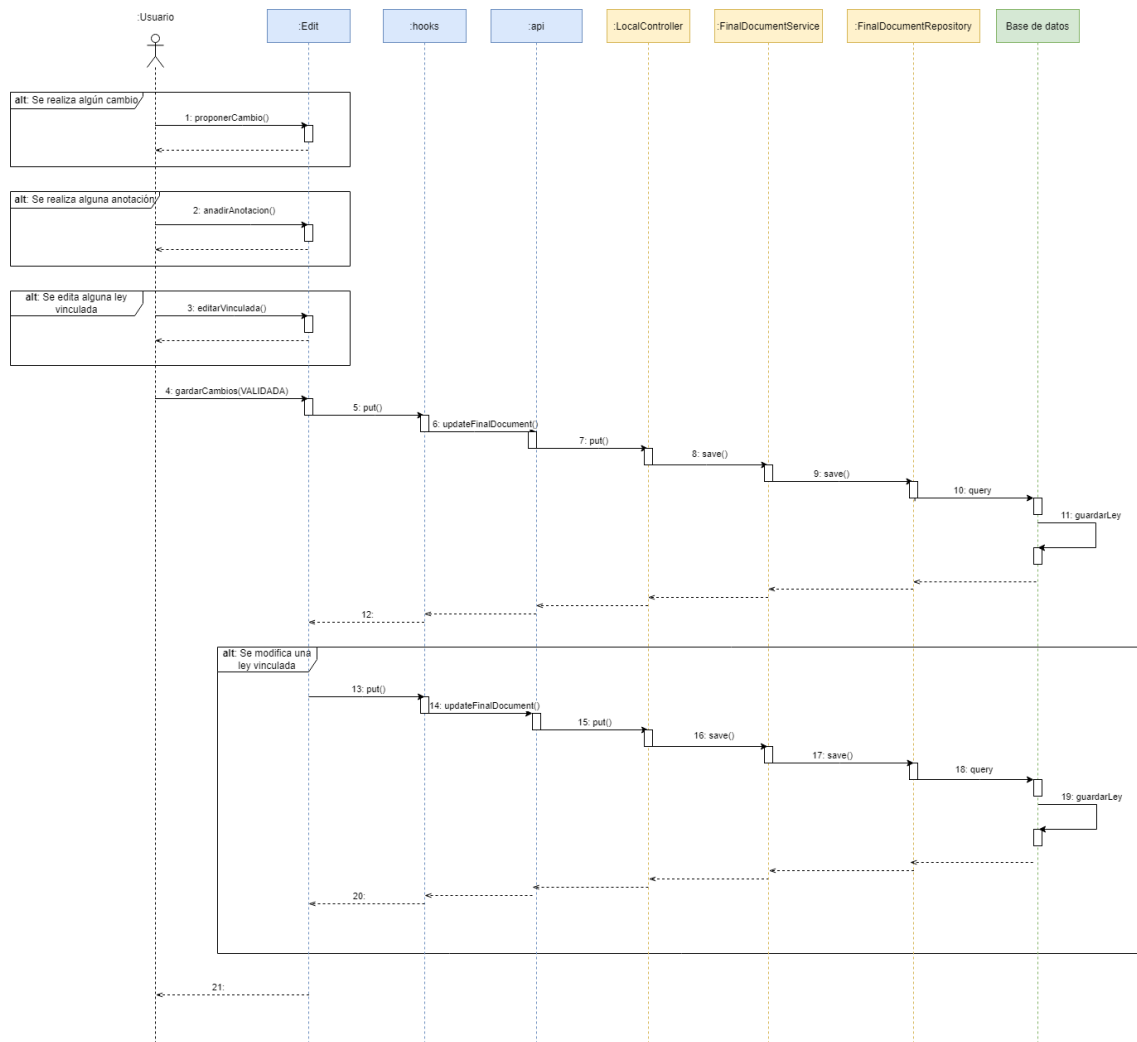 :Usuario
:Edit
:hooks
:api
:LocalController
:FinalDocumentService
:FinalDocumentRepository
Base de datos
alt: Se realiza algún cambio
1: proponerCambio()
alt: Se realiza alguna anotación
2: anadirAnotacion()
alt: Se edita alguna ley
vinculada
3: editarVinculada()
4: gardarCambios(VALIDADA)
5: put()
6: updateFinalDocument()
7: put()
8: save()
9: save()
10: query
11: guardarLey
12:
alt: Se modifica una
ley vinculada
13: put()
14: updateFinalDocument()
15: put()
16: save()
17: save()
18: query
19: guardarLey
20:
21: